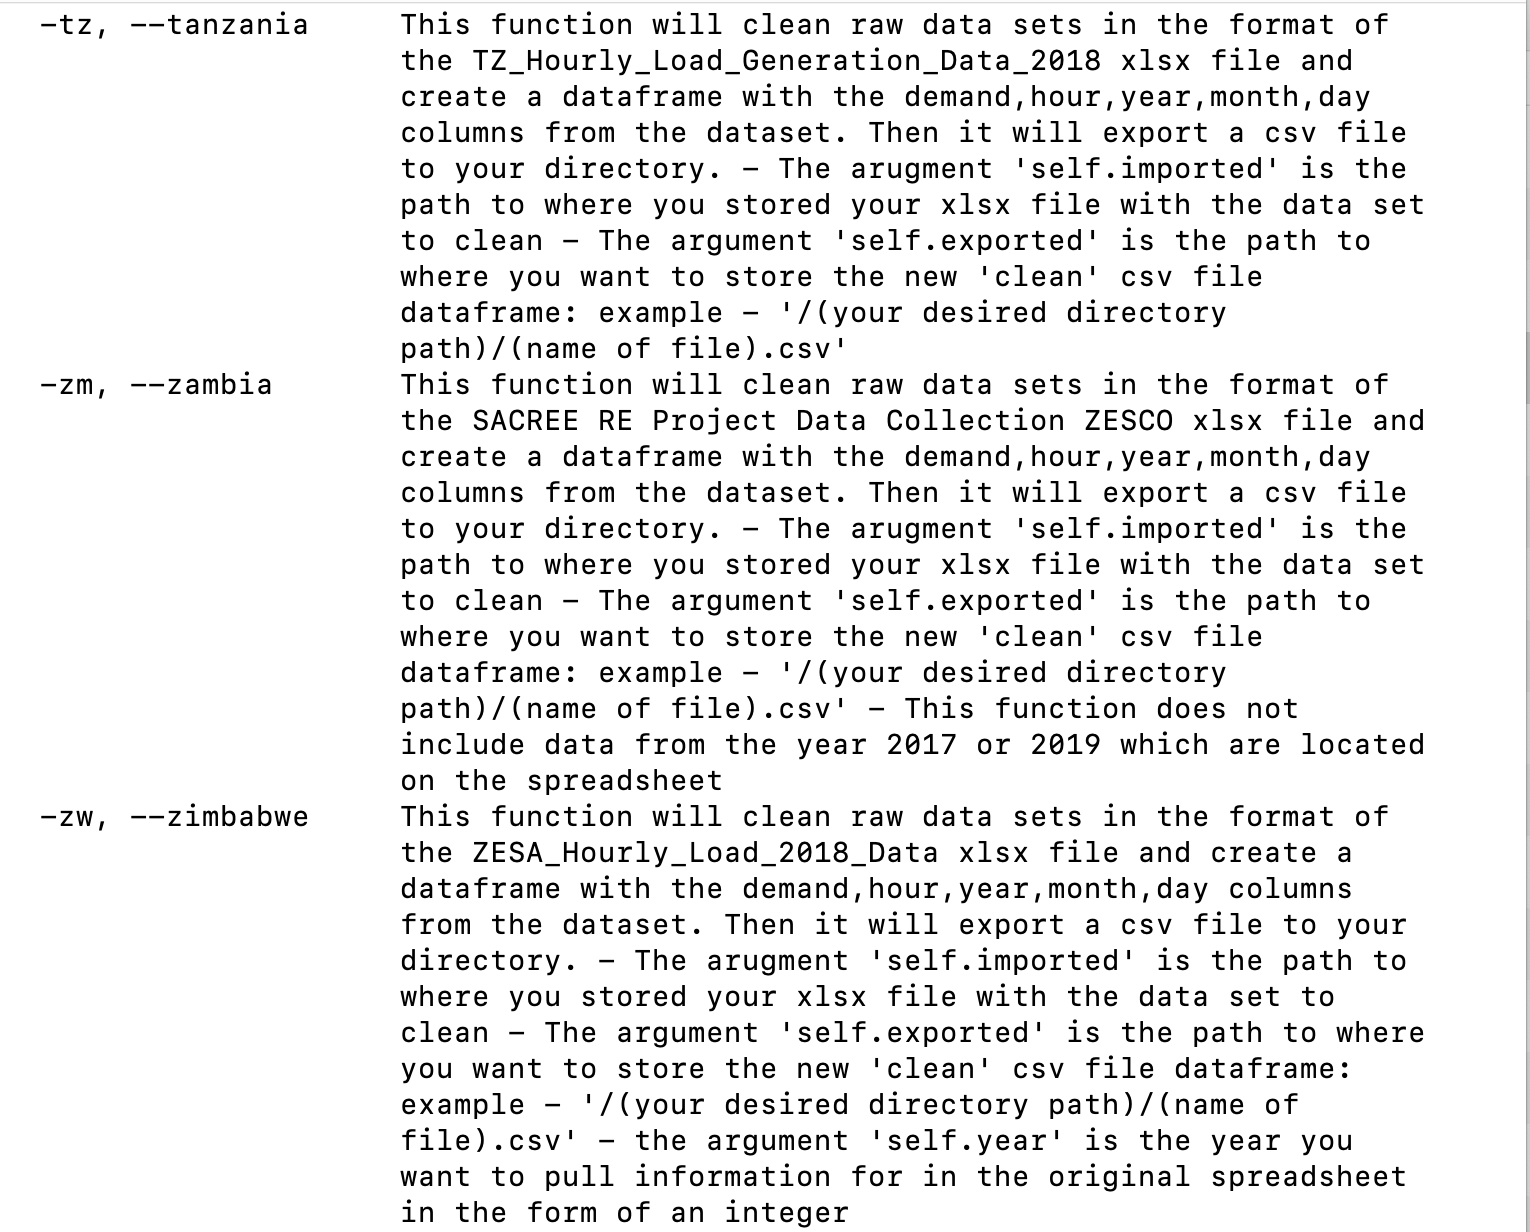 -tz, --tanzania This function will clean raw data sets in the format of
the TZ_Hourly_Load_Generation_Data_2018 xlsx file and
create a dataframe with the demand,hour,year,month,day
columns from the dataset. Then it will export a csv file
to your directory. - The arugment 'self.imported' is the
path to where you stored your xlsx file with the data set
to clean - The argument 'self.exported' is the path to
where you want to store the new 'clean' csv file
dataframe: example - '/(your desired directory
path)/(name of file).csv'
-zm, --zambia This function will clean raw data sets in the format of
the SACREE RE Project Data Collection ZESCO xlsx file and
create a dataframe with the demand,hour,year,month,day
columns from the dataset. Then it will export a csv file
to your directory. - The arugment 'self.imported' is the
path to where you stored your xlsx file with the data set
to clean - The argument 'self.exported' is the path to
where you want to store the new 'clean' csv file
dataframe: example - '/(your desired directory
path)/(name of file).csv' - This function does not
include data from the year 2017 or 2019 which are located
on the spreadsheet
-zw, --zimbabwe This function will clean raw data sets in the format of
the ZESA_Hourly_Load_2018_Data xlsx file and create a
dataframe with the demand,hour,year,month,day columns
from the dataset. Then it will export a csv file to your
directory. - The arugment 'self.imported' is the path to
where you stored your xlsx file with the data set to
clean - The argument 'self.exported' is the path to where
you want to store the new 'clean' csv file dataframe:
example - '/(your desired directory path)/(name of
file).csv' - the argument 'self.year' is the year you
want to pull information for in the original spreadsheet
in the form of an integer